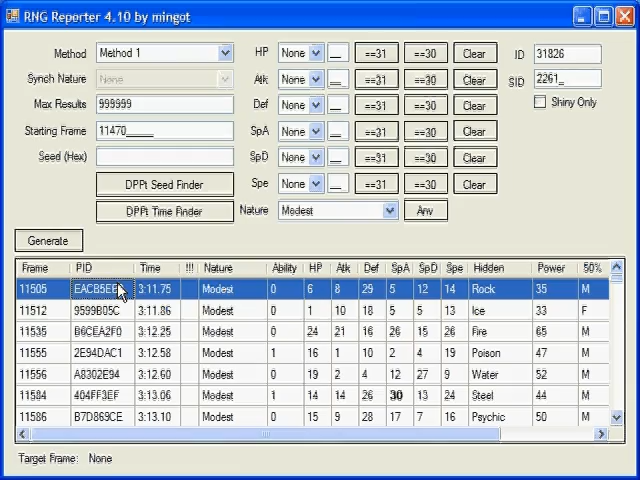 RNG Reporter 4.10 by mingot
Method Method 1 HP None ==31 ==30 Clear ID 31826
Synch Nature None Atk None ==31 ==30 Clear SID 2261_
Max Results 999999 Def None ==31 ==30 Clear Shiny Only
Starting Frame 11470 SpA None ==31 ==30 Clear
Seed (Hex) SpD None ==31 ==30 Clear
DPPt Seed Finder Spe None ==31 ==30 Clear
DPPt Time Finder Nature Modest Any
Generate
Frame PID Time !!! Nature Ability HP Atk Def SpA SpD Spe Hidden Power 50%
11505 3:11.75 Modest 0 6 8 29 5 12 14 Rock 35 M
11512 9599B05C 3:11.86 Modest 0 1 10 18 5 5 13 Ice 33 F
11535 B6CEA2F0 3:12.25 Modest 0 24 21 16 26 15 26 Fire 65 M
11555 2E94DAC1 3:12.58 Modest 1 16 1 10 2 4 19 Poison 47 M
11556 A8302E94 3:12.60 Modest 0 19 2 4 12 27 9 Water 52 M
11584 404FF3EF 3:13.06 Modest 1 14 14 26 30 13 24 Steel 44 M
11586 B7D869CE 3:13.10 Modest 0 15 9 28 17 7 16 Psychic 50 M
Target Frame: None